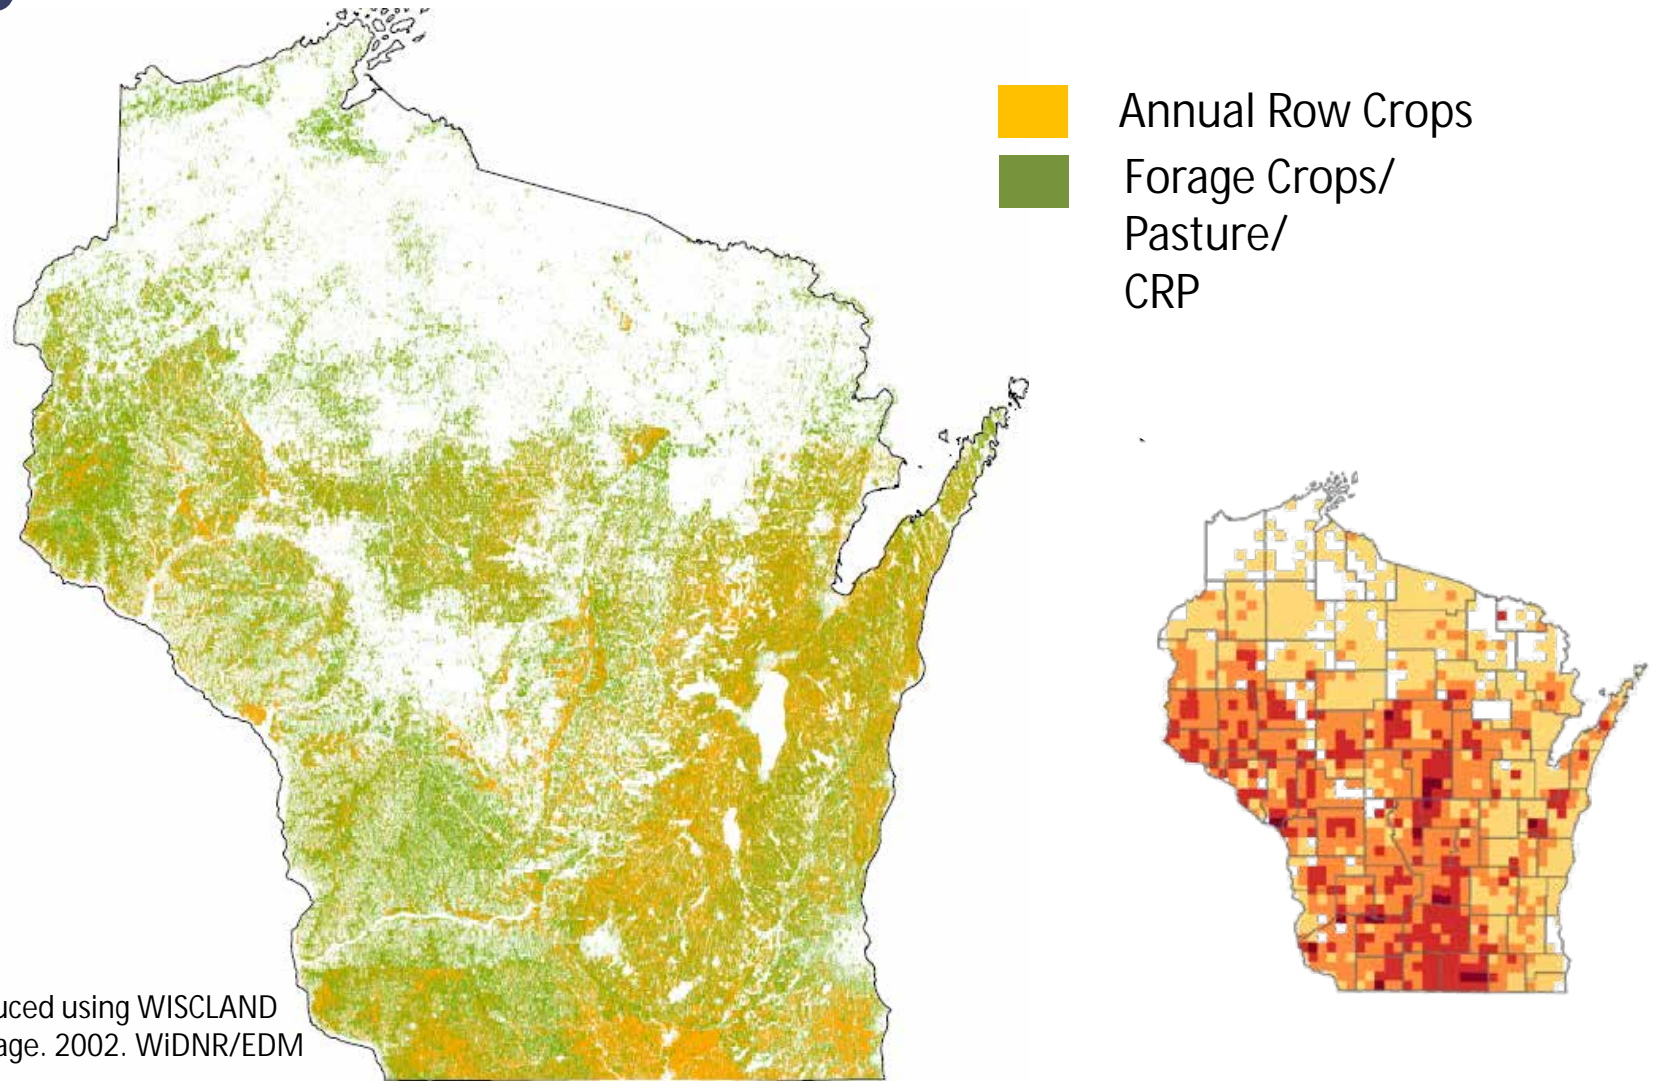 Annual Row Crops
Forage Crops/
Pasture/
CRP
uced using WISCLAND
age. 2002. WiDNR/EDM